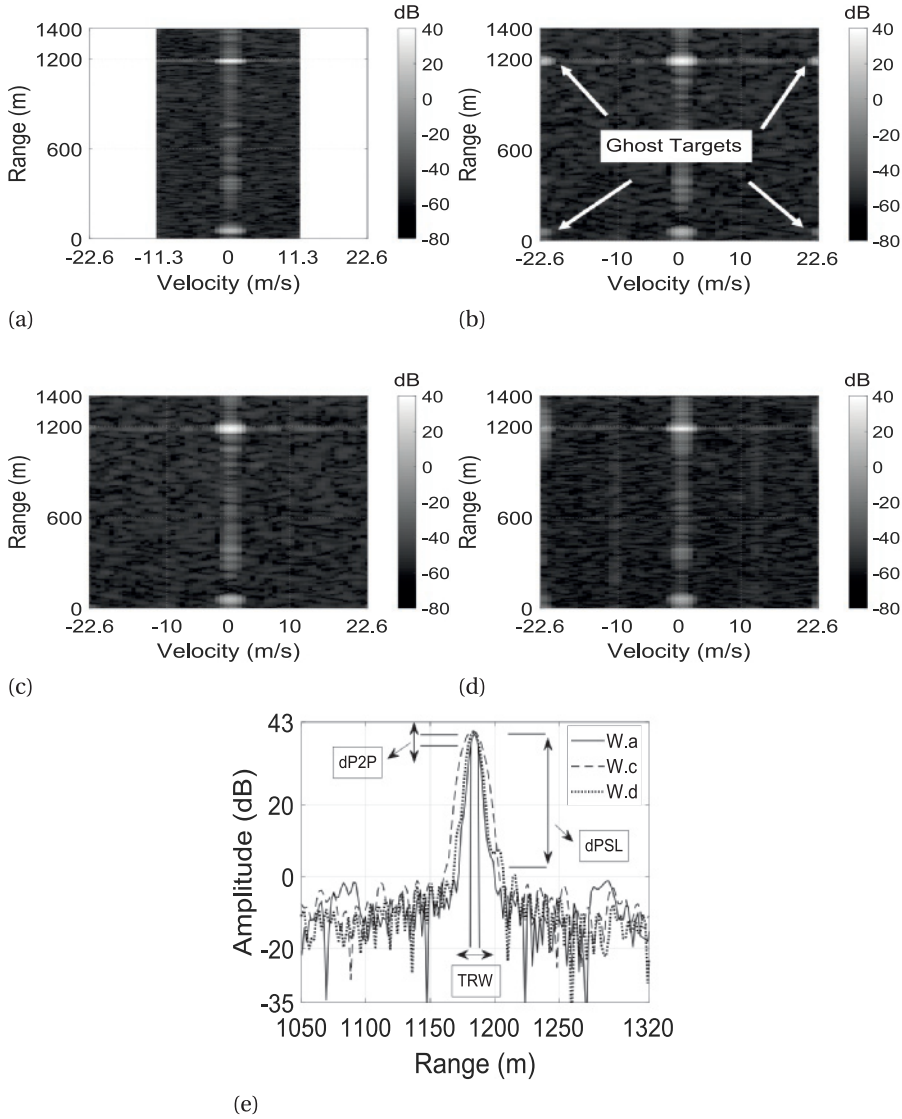 dB
1400
1200
600
0
Range (m)
-22.6 -11.3 0 11.3 22.6
Velocity (m/s)
40
20
0
-20
-40
-60
-80
(a)
dB
1400
1200
600
0
Range (m)
Ghost Targets
-22.6 -10 0 10 22.6
Velocity (m/s)
40
20
0
-20
-40
-60
-80
(b)
dB
1400
1200
600
0
Range (m)
-22.6 -10 0 10 22.6
Velocity (m/s)
40
20
0
-20
-40
-60
-80
(c)
dB
1400
1200
600
0
Range (m)
-22.6 -10 0 10 22.6
Velocity (m/s)
40
20
0
-20
-40
-60
-80
(d)
43
20
0
-20
-35
Amplitude (dB)
dP2P
W.a
W.c
W.d
dPSL
TRW
1050 1100 1150 1200 1250 1320
Range (m)
(e)